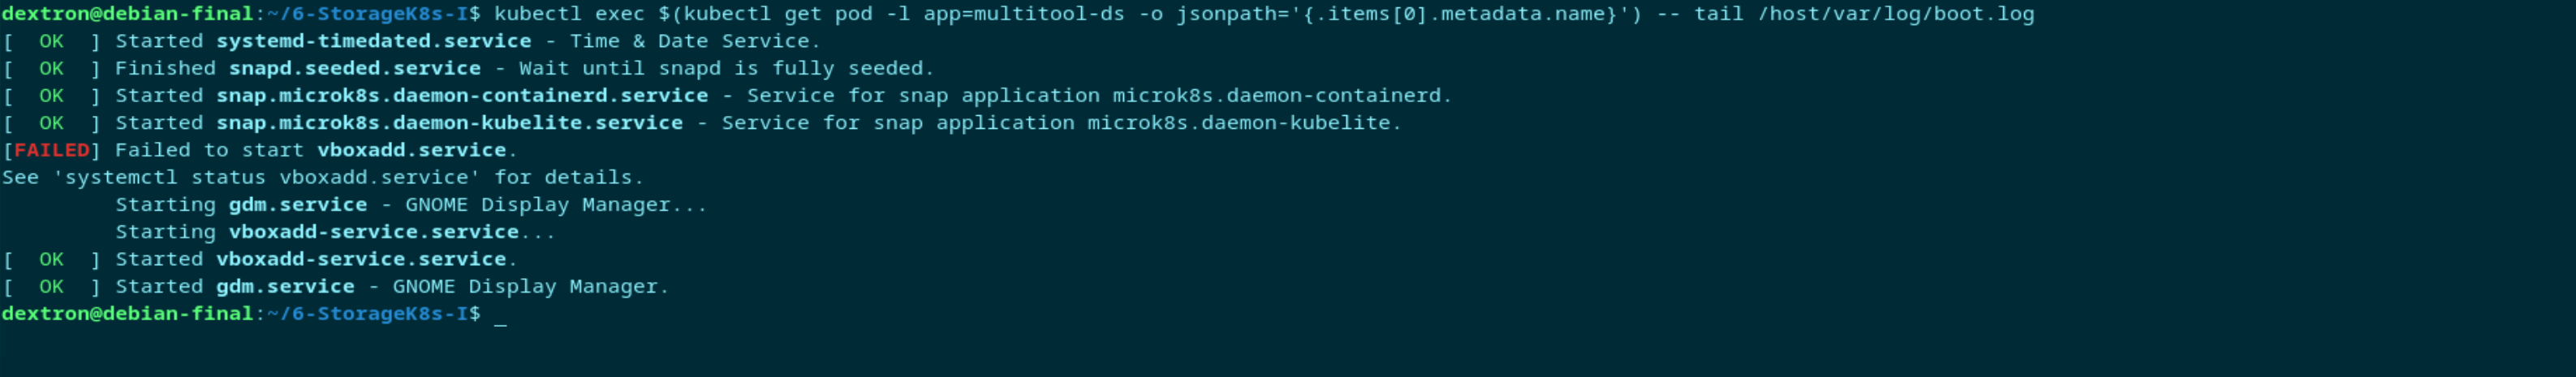 dextron@debian-final:~/6-StorageK8s-I$ kubectl exec $(kubectl get pod -l app=multitool-ds -o jsonpath='{.items[0].metadata.name}') -- tail /host/var/log/boot.log
[  OK  ] Started systemd-timedated.service - Time & Date Service.
[  OK  ] Finished snapd.seeded.service - Wait until snapd is fully seeded.
[  OK  ] Started snap.microk8s.daemon-containerd.service - Service for snap application microk8s.daemon-containerd.
[  OK  ] Started snap.microk8s.daemon-kubelite.service - Service for snap application microk8s.daemon-kubelite.
[FAILED] Failed to start vboxadd.service.
See 'systemctl status vboxadd.service' for details.
         Starting gdm.service - GNOME Display Manager...
         Starting vboxadd-service.service...
[  OK  ] Started vboxadd-service.service.
[  OK  ] Started gdm.service - GNOME Display Manager.
dextron@debian-final:~/6-StorageK8s-I$ _